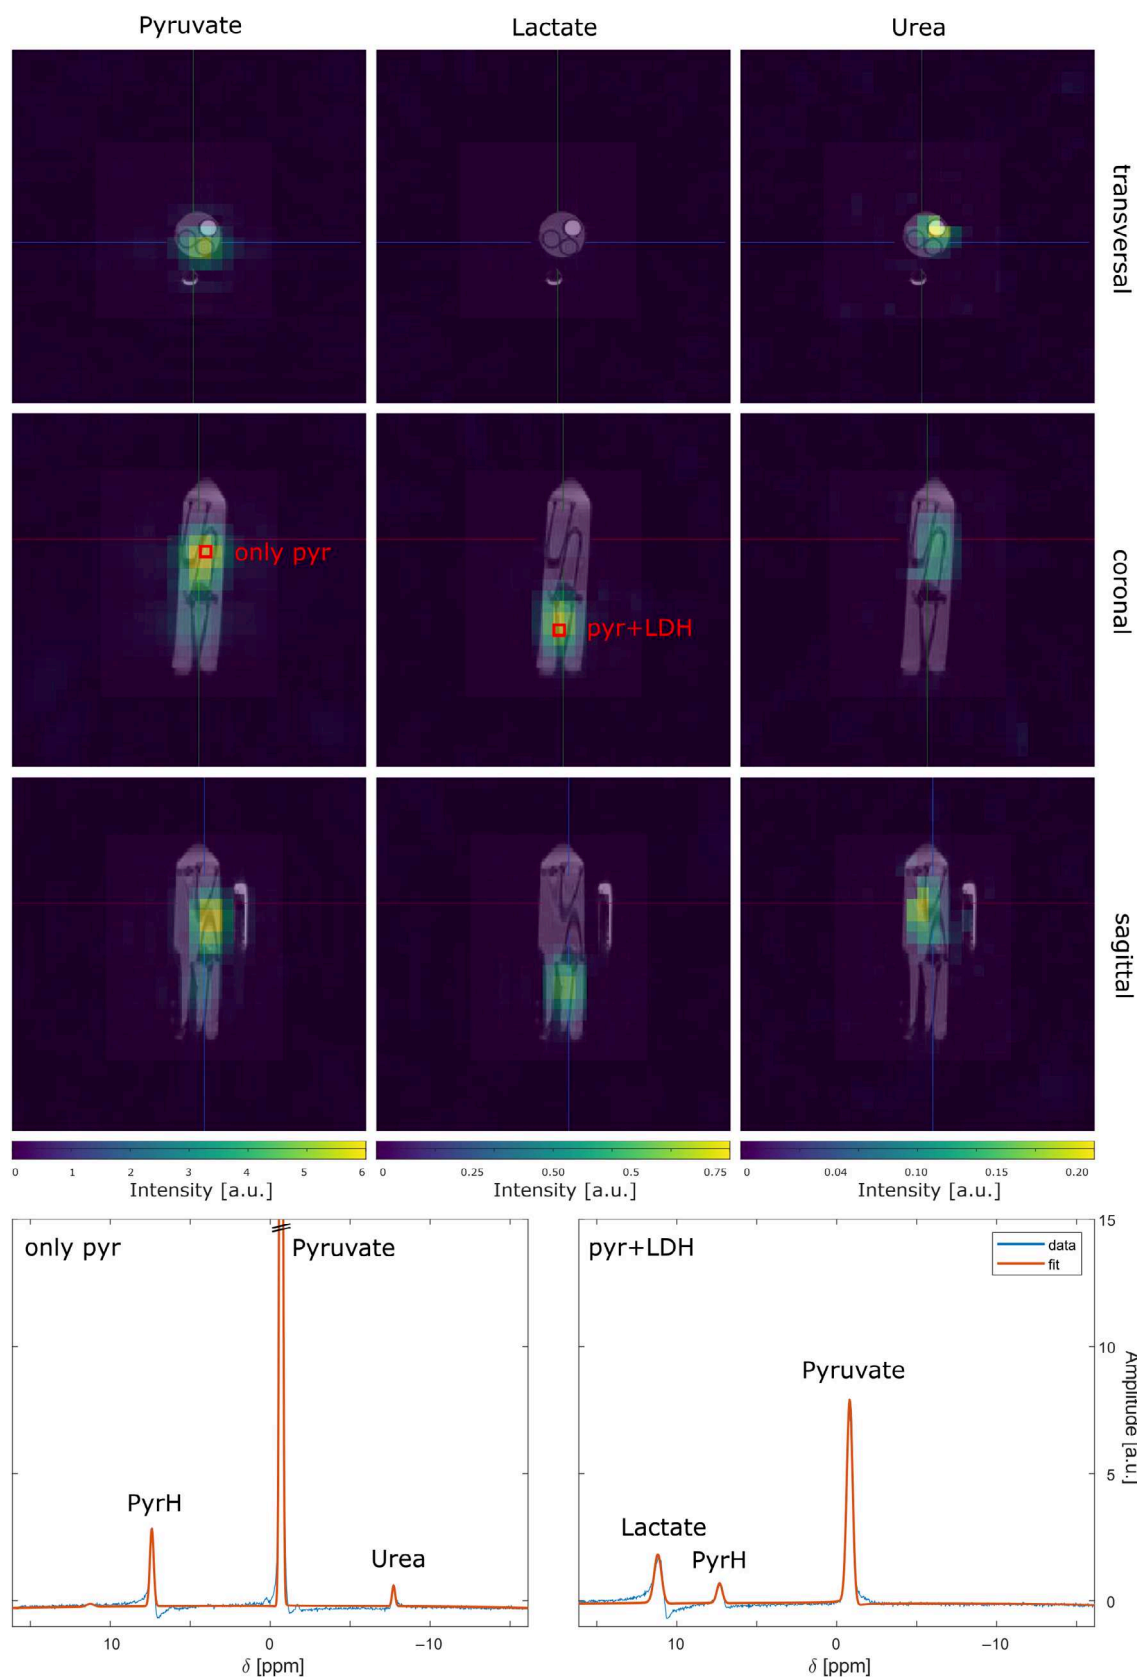 Pyruvate
Lactate
Urea
transversal
only pyr
pyr+LDH
coronal
sagittal
0 1 2 3 4 5 6
Intensity [a.u.]
0 0.25 0.50 0.5 0.75
Intensity [a.u.]
0 0.04 0.10 0.15 0.20
Intensity [a.u.]
only pyr
Pyruvate
PyrH
Urea
10 0 −10
δ [ppm]
pyr+LDH
data
fit
Pyruvate
Lactate
PyrH
15
10
5
0
Amplitude [a.u.]
10 0 −10
δ [ppm]